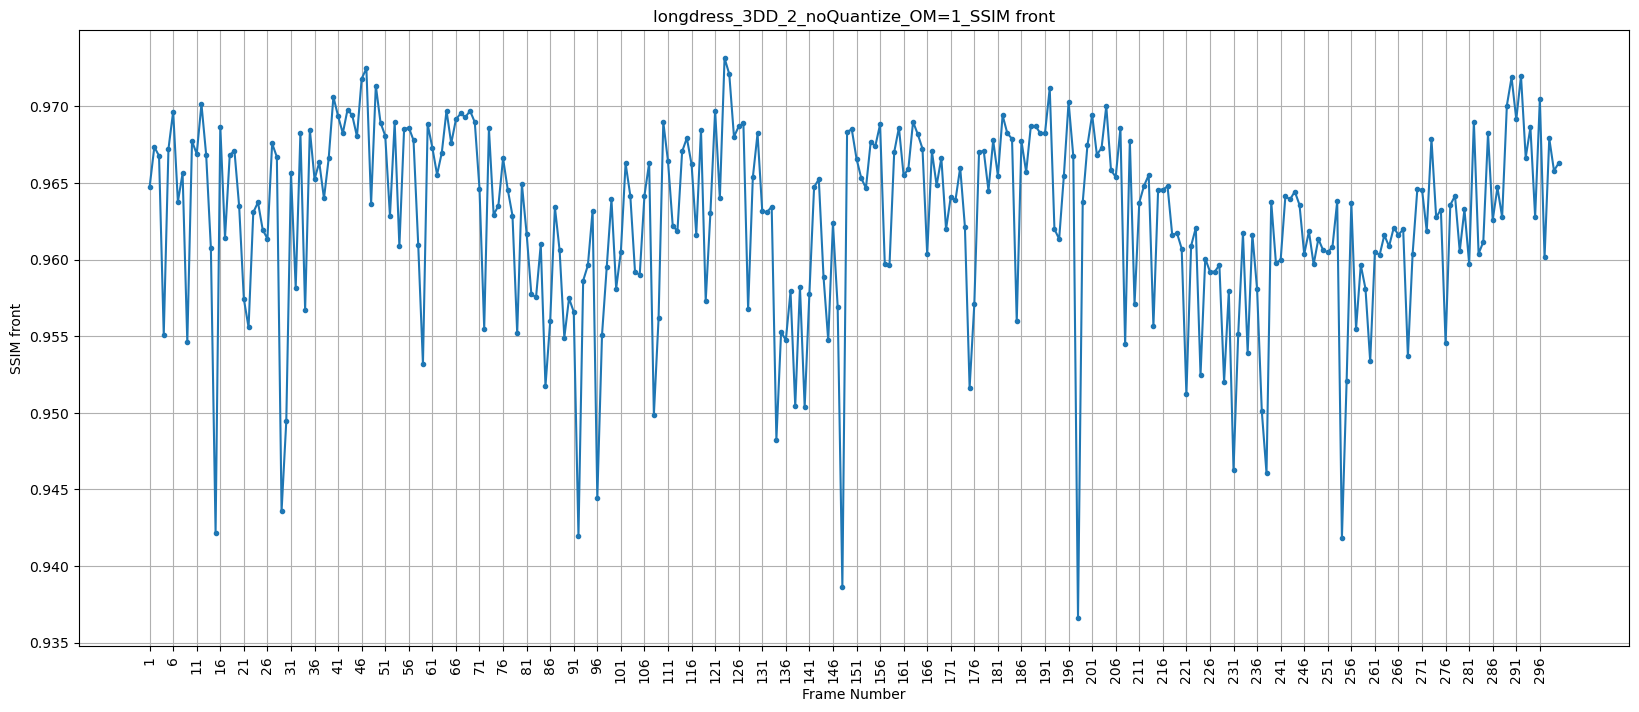 longdress_3DD_2_noQuantize_OM=1_SSIM front
SSIM front
0.970
0.965
0.960
0.955
0.950
0.945
0.940
0.935
1 6 11 16 21 26 31 36 41 46 51 56 61 66 71 76 81 86 91 96 101 106 111 116 121 126 131 136 141 146 151 156 161 166 171 176 181 186 191 196 201 206 211 216 221 226 231 236 241 246 251 256 261 266 271 276 281 286 291 296
Frame Number